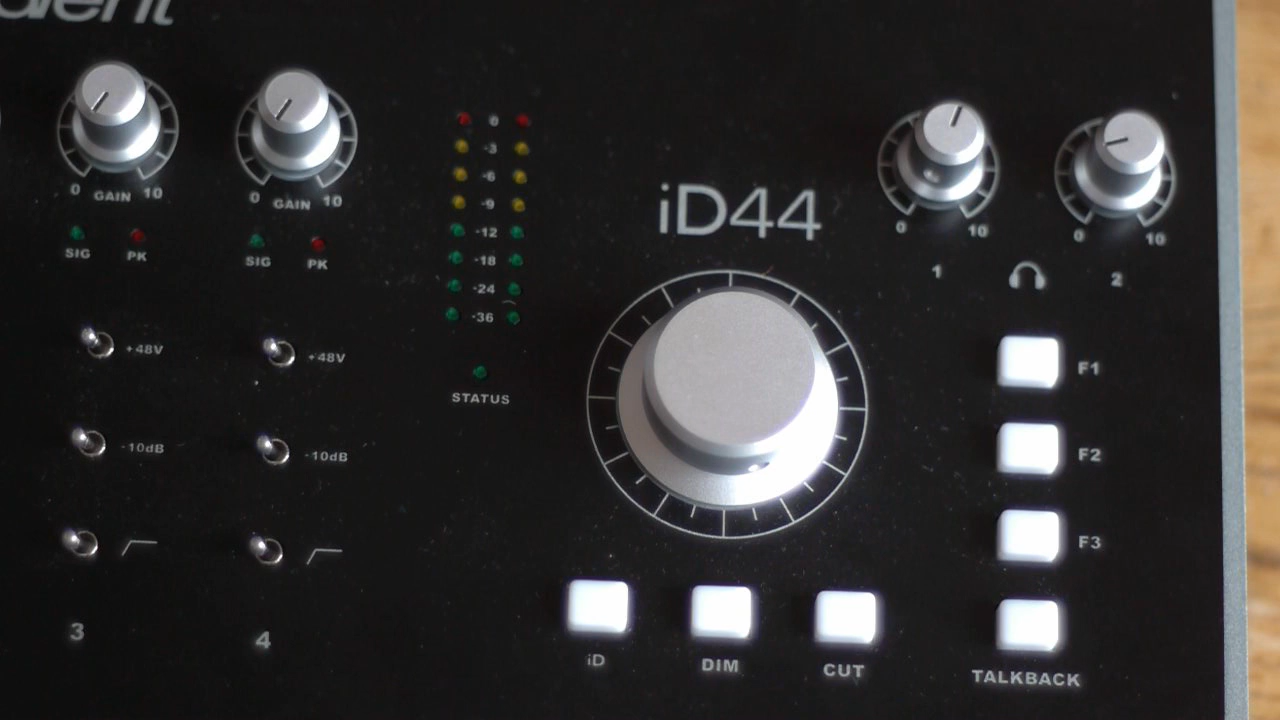 0 GAIN 10
SIG PK
+48V
-10dB
3
0 GAIN 10
SIG PK
+48V
-10dB
4
0
-3
-6
-9
-12
-18
-24
-36
STATUS
iD44
iD
DIM
CUT
0 10
1
0 10
2
F1
F2
F3
TALKBACK